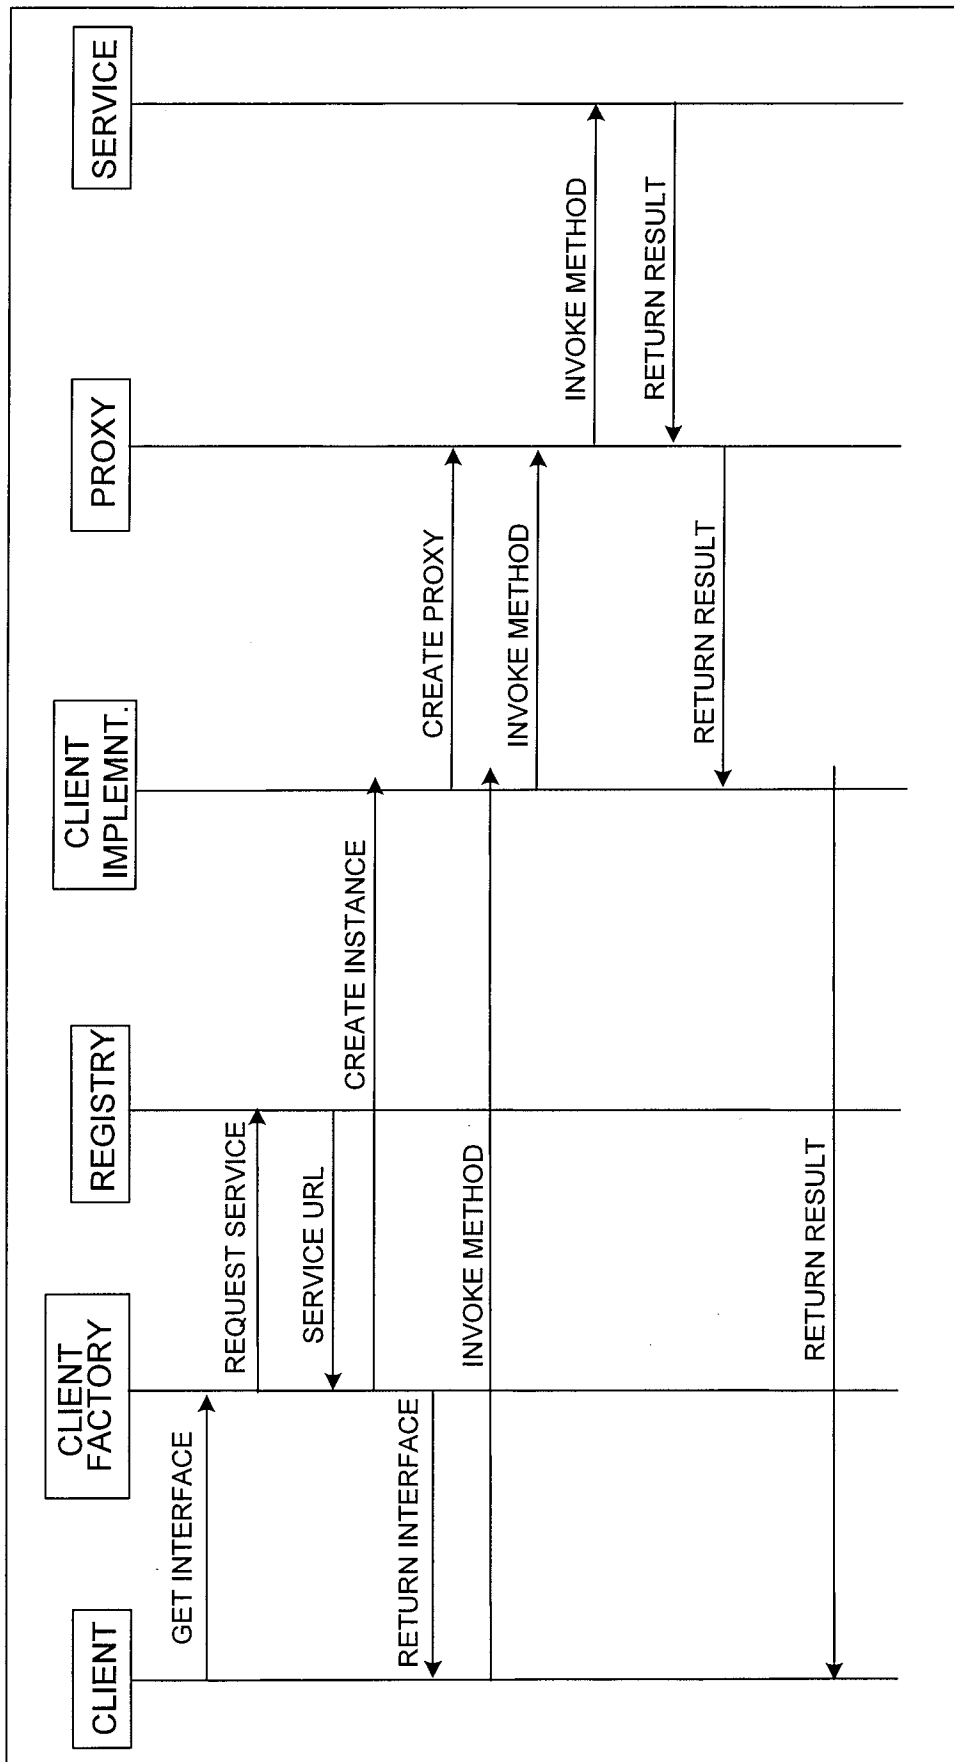 CLIENT
CLIENT
FACTORY
REGISTRY
CLIENT
IMPLEMNT.
PROXY
SERVICE
GET INTERFACE
REQUEST SERVICE
SERVICE URL
CREATE INSTANCE
RETURN INTERFACE
CREATE PROXY
INVOKE METHOD
INVOKE METHOD
INVOKE METHOD
RETURN RESULT
RETURN RESULT
RETURN RESULT